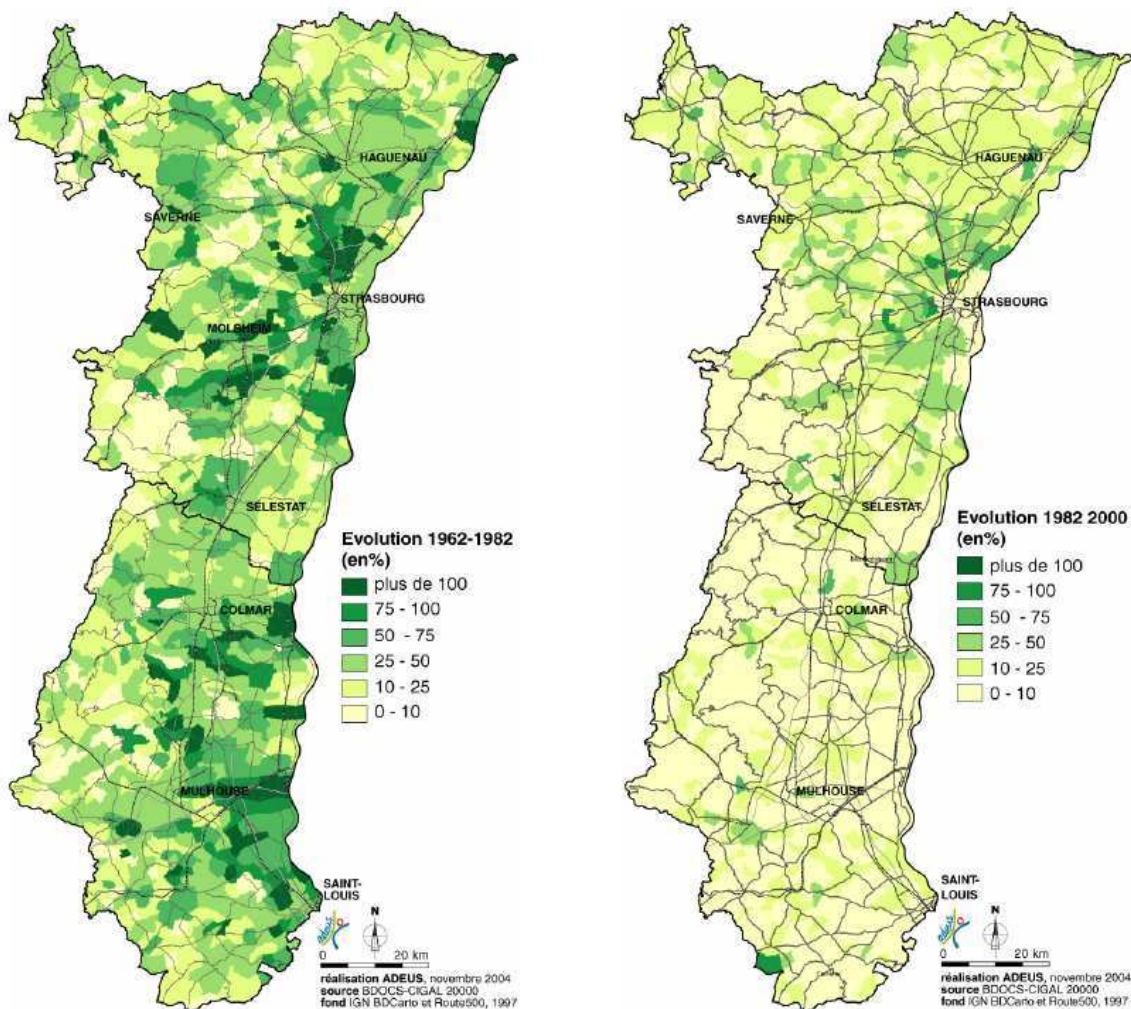 HAGUENAU
SAVERNE
STRASBOURG
MOLSHEIM
SELESTAT
Evolution 1962-1982
(en%)
plus de 100
75 - 100
50 - 75
25 - 50
10 - 25
0 - 10
COLMAR
MULHOUSE
SAINT-
LOUIS
N
adeus
0 20 km
réalisation ADEUS, novembre 2004
source BDOCS-CIGAL 20000
fond IGN BDCarto et Route500, 1997
HAGUENAU
SAVERNE
STRASBOURG
SELESTAT
Evolution 1982 2000
(en%)
plus de 100
75 - 100
50 - 75
25 - 50
10 - 25
0 - 10
COLMAR
MULHOUSE
SAINT-
LOUIS
N
adeus
0 20 km
réalisation ADEUS, novembre 2004
source BDOCS-CIGAL 20000
fond IGN BDCarto et Route500, 1997